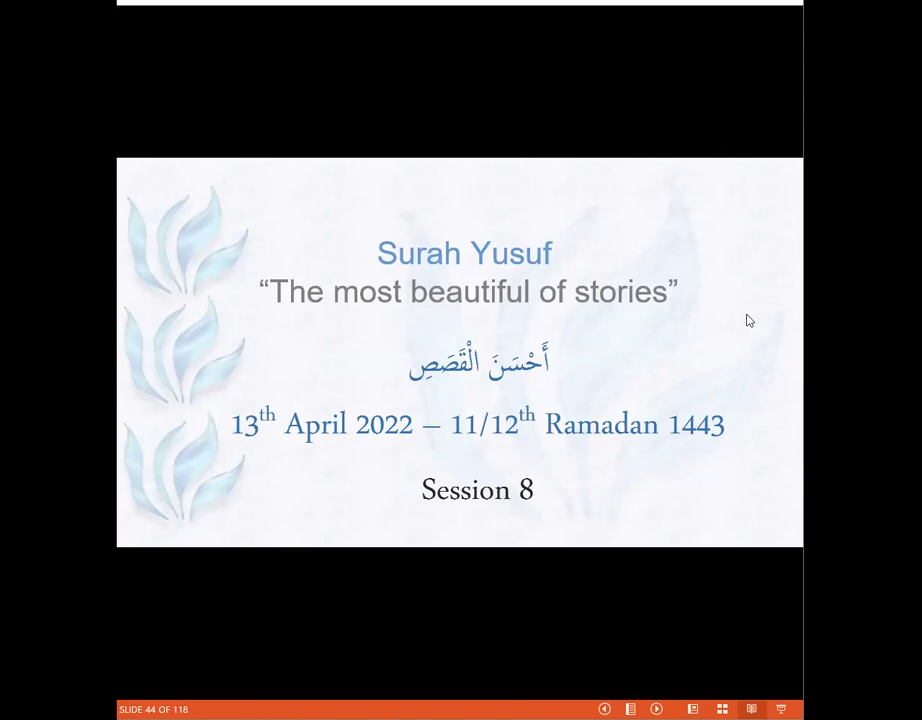 Surah Yusuf
“The most beautiful of stories”
أَحْسَنَ الْقَصَصِ
13th April 2022 – 11/12th Ramadan 1443
Session 8
SLIDE 44 OF 118